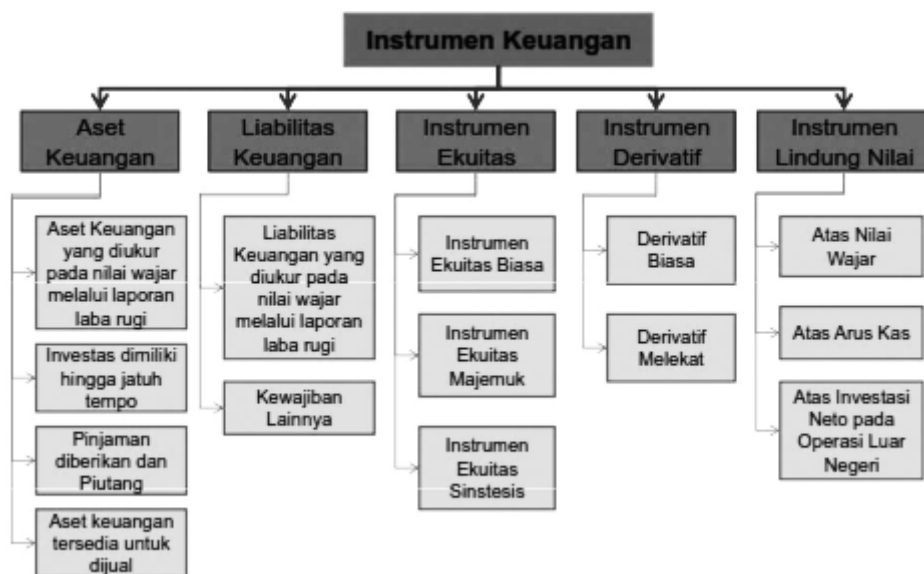 Instrumen Keuangan
Aset
Keuangan
Liabilitas
Keuangan
Instrumen
Ekuitas
Instrumen
Derivatif
Instrumen
Lindung Nilai
Aset Keuangan
yang diukur
pada nilai wajar
melalui laporan
laba rugi
Investas dimiliki
hingga jatuh
tempo
Pinjaman
diberikan dan
Piutang
Aset keuangan
tersedia untuk
dijual
Liabilitas
Keuangan yang
diukur pada
nilai wajar
melalui laporan
laba rugi
Kewajiban
Lainnya
Instrumen
Ekuitas Biasa
Instrumen
Ekuitas
Majemuk
Instrumen
Ekuitas
Sinstesis
Derivatif
Biasa
Derivatif
Melekat
Atas Nilai
Wajar
Atas Arus Kas
Atas Investasi
Neto pada
Operasi Luar
Negeri